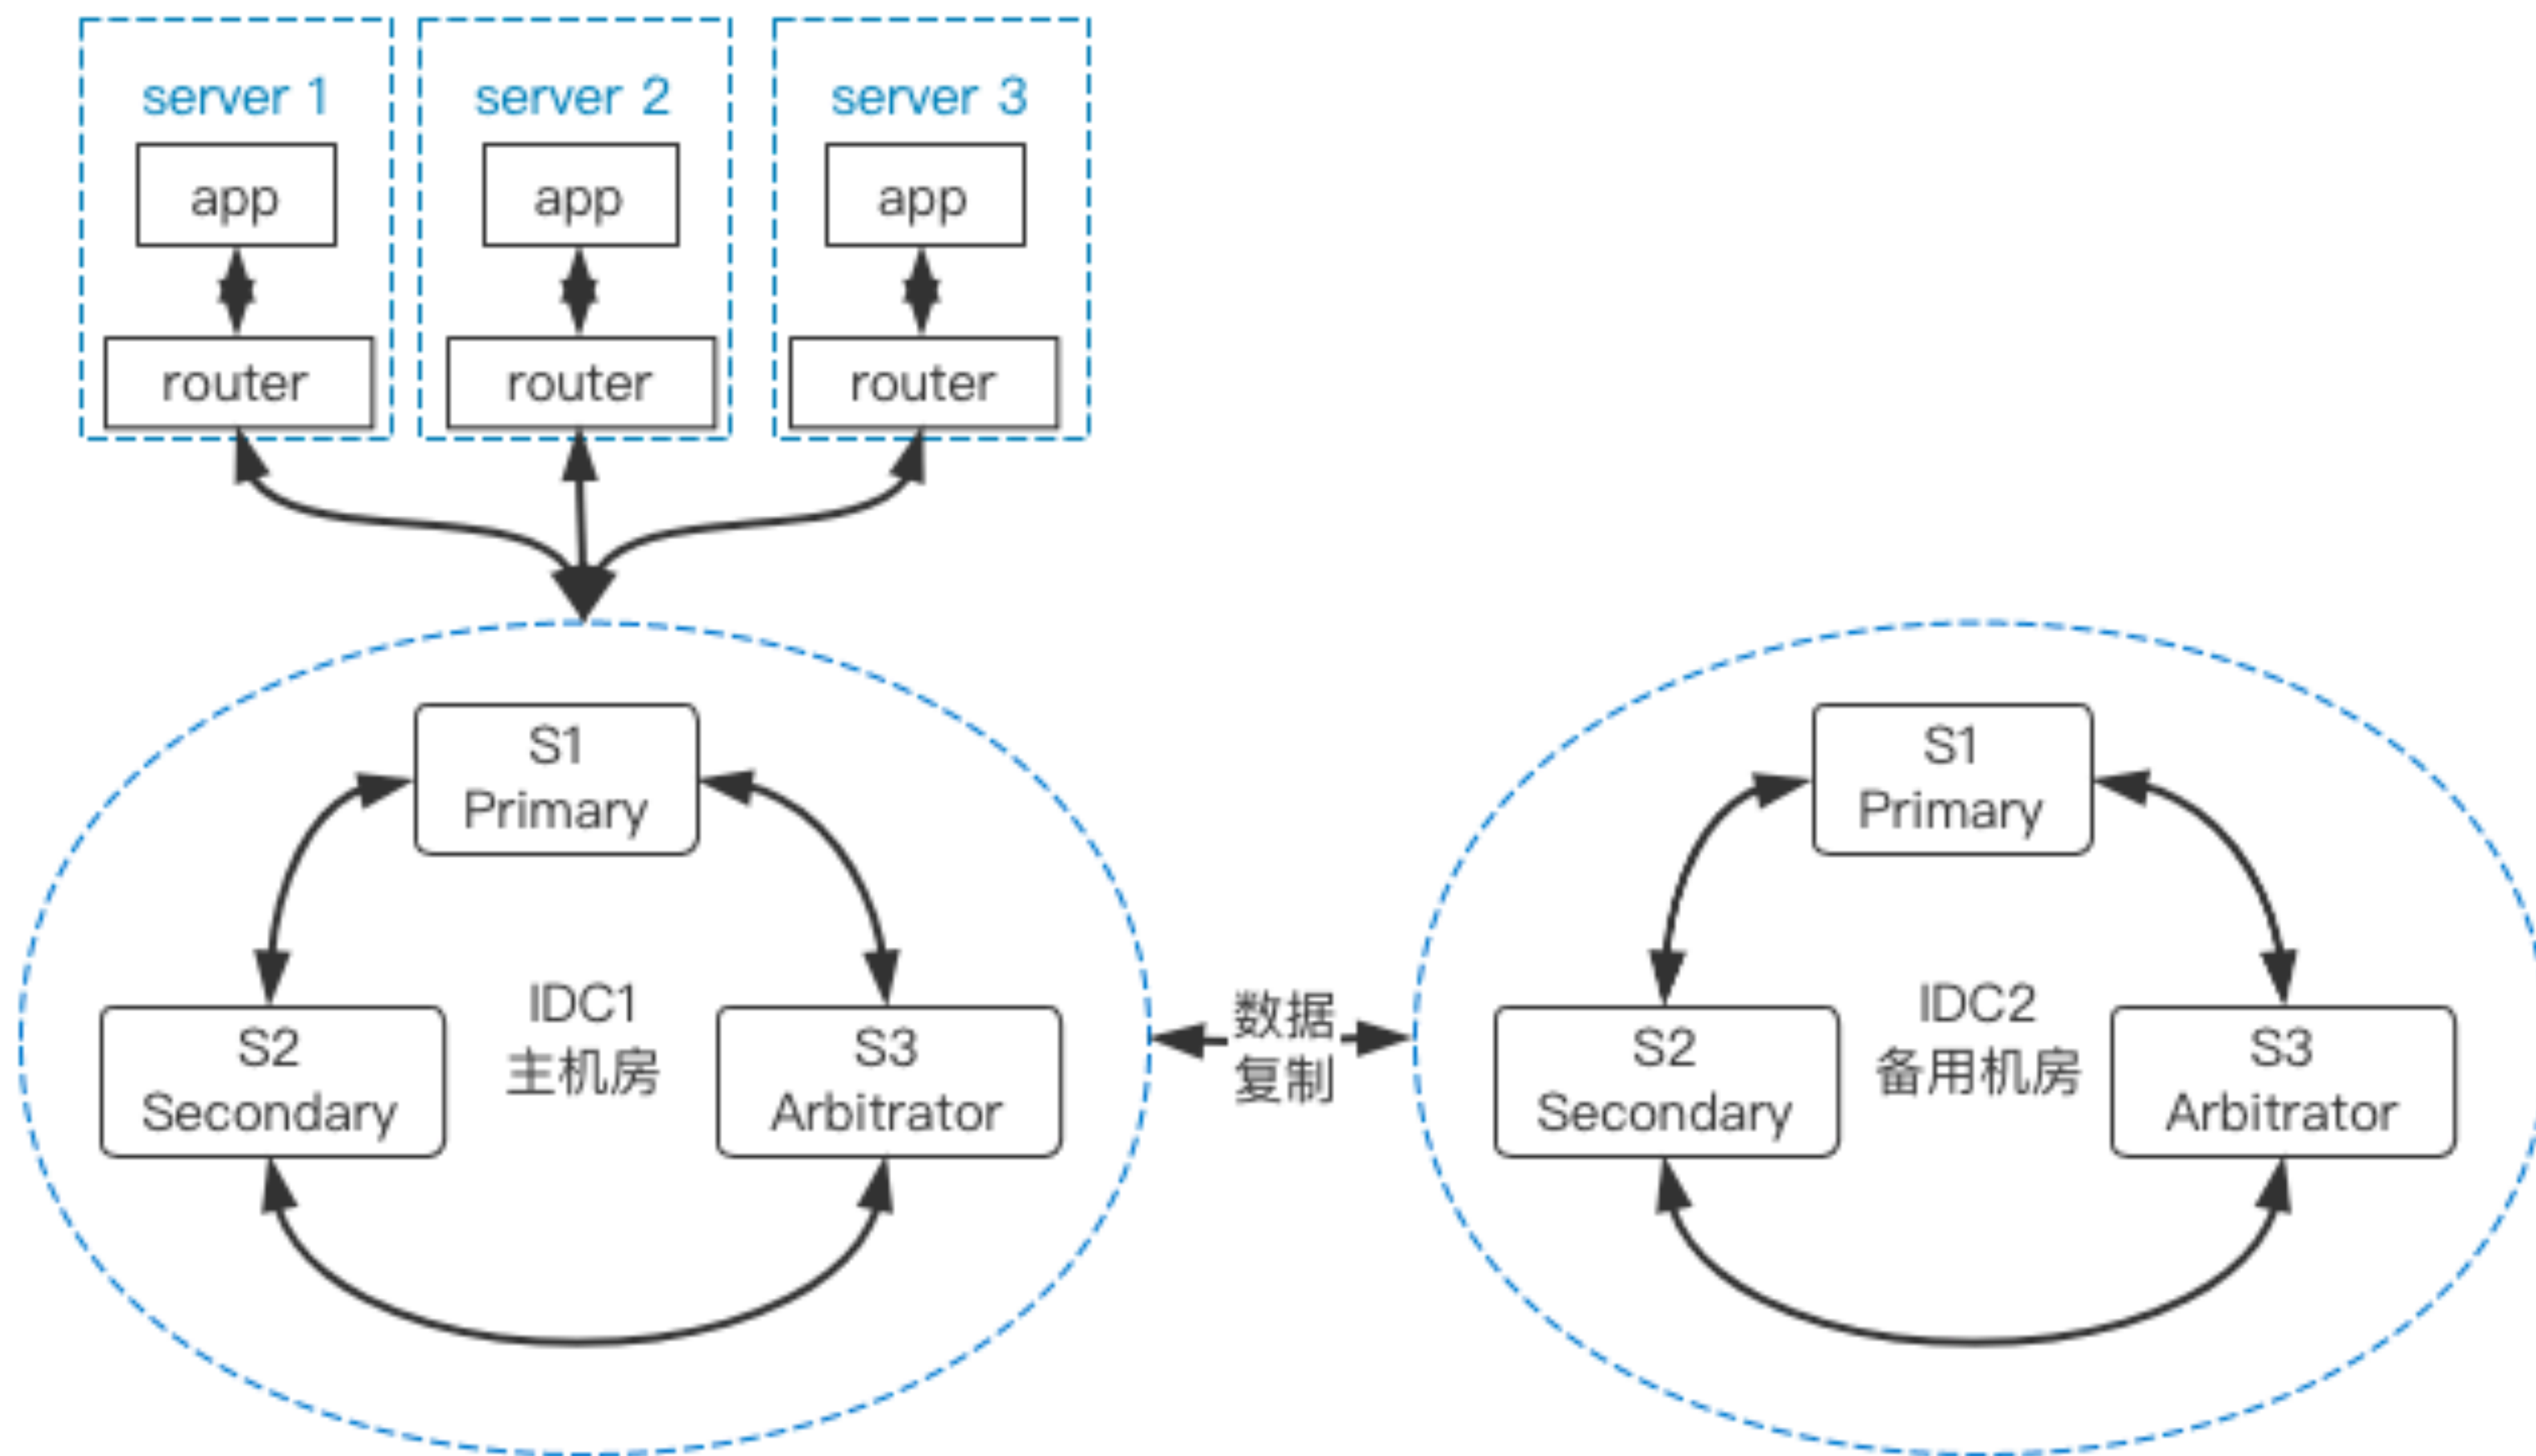 server 1
app
router
server 2
app
router
server 3
app
router
S1
Primary
S2
Secondary
IDC1
主机房
S3
Arbitrator
数据
复制
S1
Primary
S2
Secondary
IDC2
备用机房
S3
Arbitrator